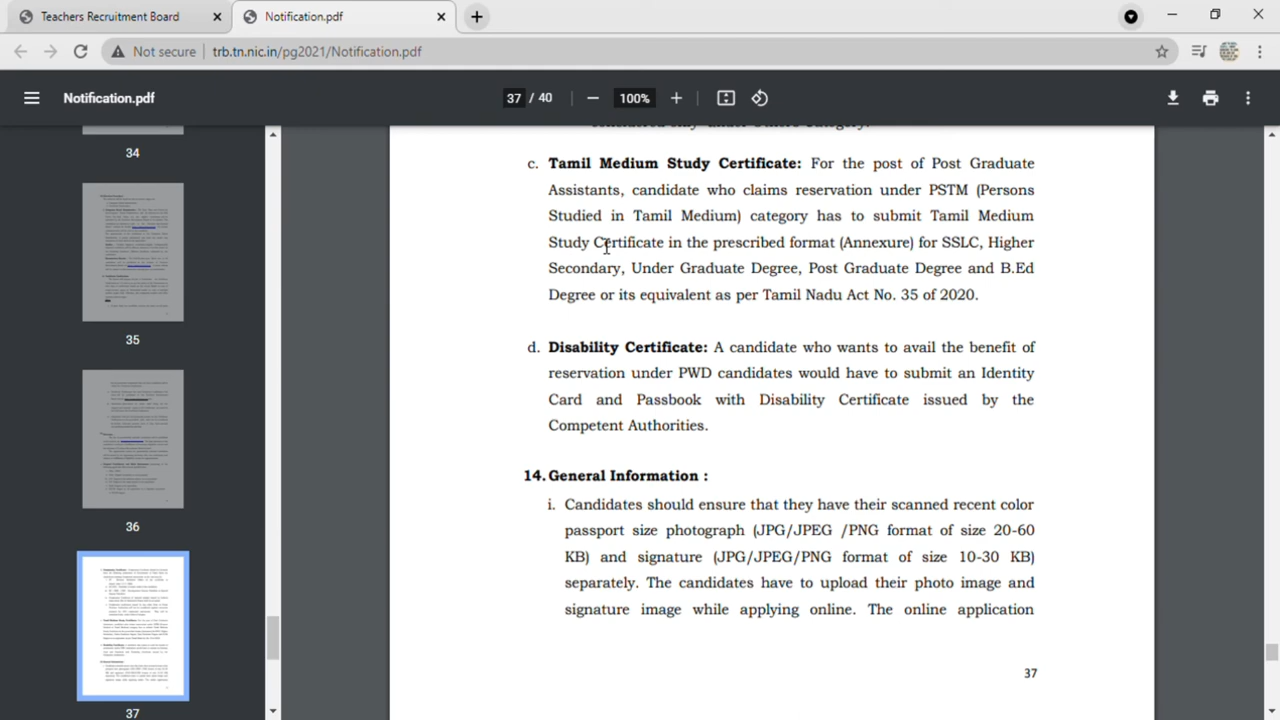 Teachers Recruitment Board
Notification.pdf
Not secure | trb.tn.nic.in/pg2021/Notification.pdf
Notification.pdf
37 / 40
100%
34
35
36
37
c. Tamil Medium Study Certificate: For the post of Post Graduate
Assistants, candidate who claims reservation under PSTM (Persons
Studied in Tamil Medium) category has to submit Tamil Medium
Study Certificate in the prescribed format (Annexure) for SSLC, Higher
Secondary, Under Graduate Degree, Post Graduate Degree and B.Ed
Degree or its equivalent as per Tamil Nadu Act No. 35 of 2020.
d. Disability Certificate: A candidate who wants to avail the benefit of
reservation under PWD candidates would have to submit an Identity
Card and Passbook with Disability Certificate issued by the
Competent Authorities.
14. General Information :
i. Candidates should ensure that they have their scanned recent color
passport size photograph (JPG/JPEG /PNG format of size 20-60
KB) and signature (JPG/JPEG/PNG format of size 10-30 KB)
separately. The candidates have to upload their photo image and
signature image while applying online. The online application
37